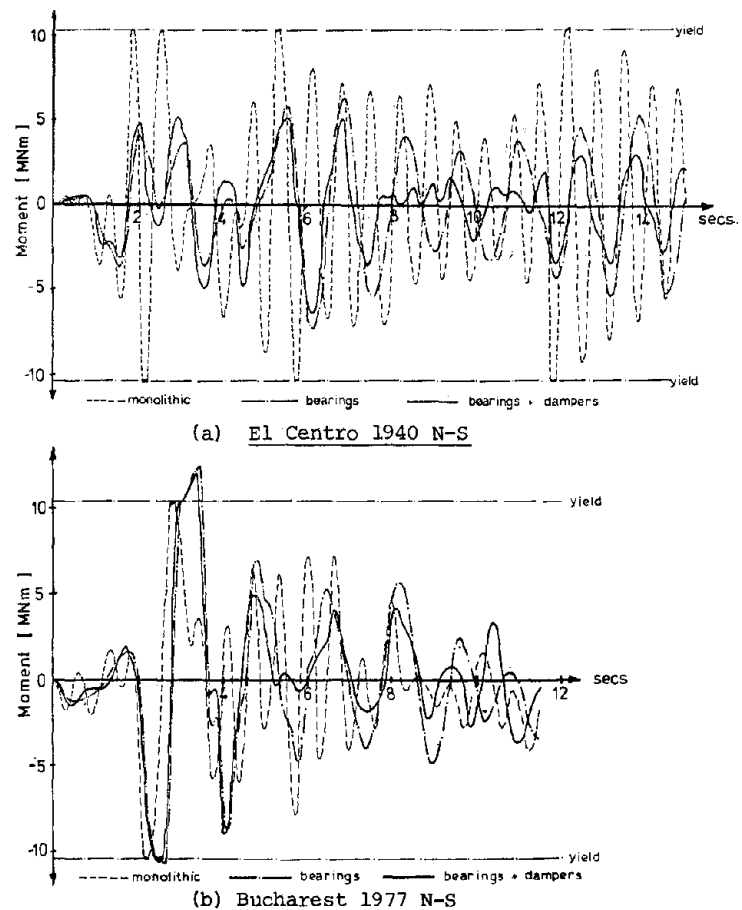 10
yield
5
Moment [ MNm ]
0
2
4
6
8
10
12
14
secs.
-5
-10
yield
monolithic
bearings
bearings + dampers
(a) El Centro 1940 N-S
10
yield
5
Moment [ MNm ]
0
4
6
8
10
12
secs
-5
-10
yield
monolithic
bearings
bearings + dampers
(b) Bucharest 1977 N-S